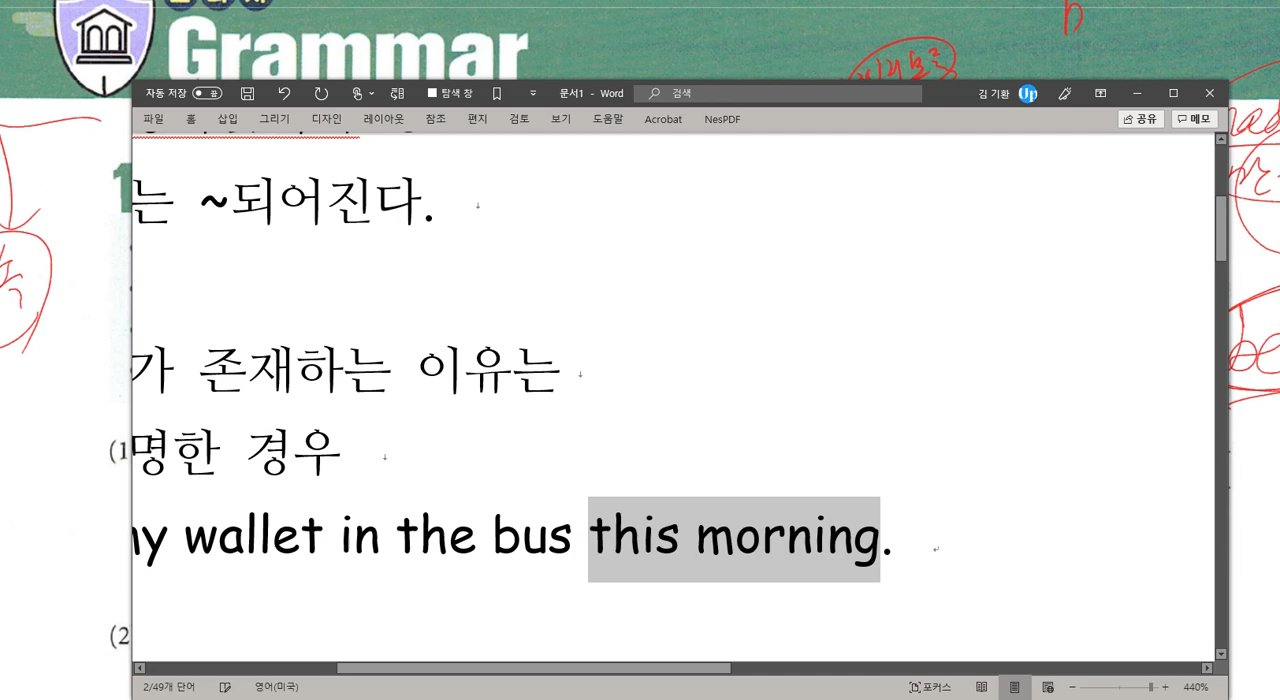 Grammar
자동 저장 탐색 창 문서1 - Word 검색 김 기환
파일 홈 삽입 그리기 디자인 레이아웃 참조 편지 검토 보기 도움말 Acrobat NesPDF 공유 메모
1
는 ~되어진다.
가 존재하는 이유는
(1
명한 경우
wallet in the bus this morning.
(2
2/49개 단어 영어(미국) 포커스 440%